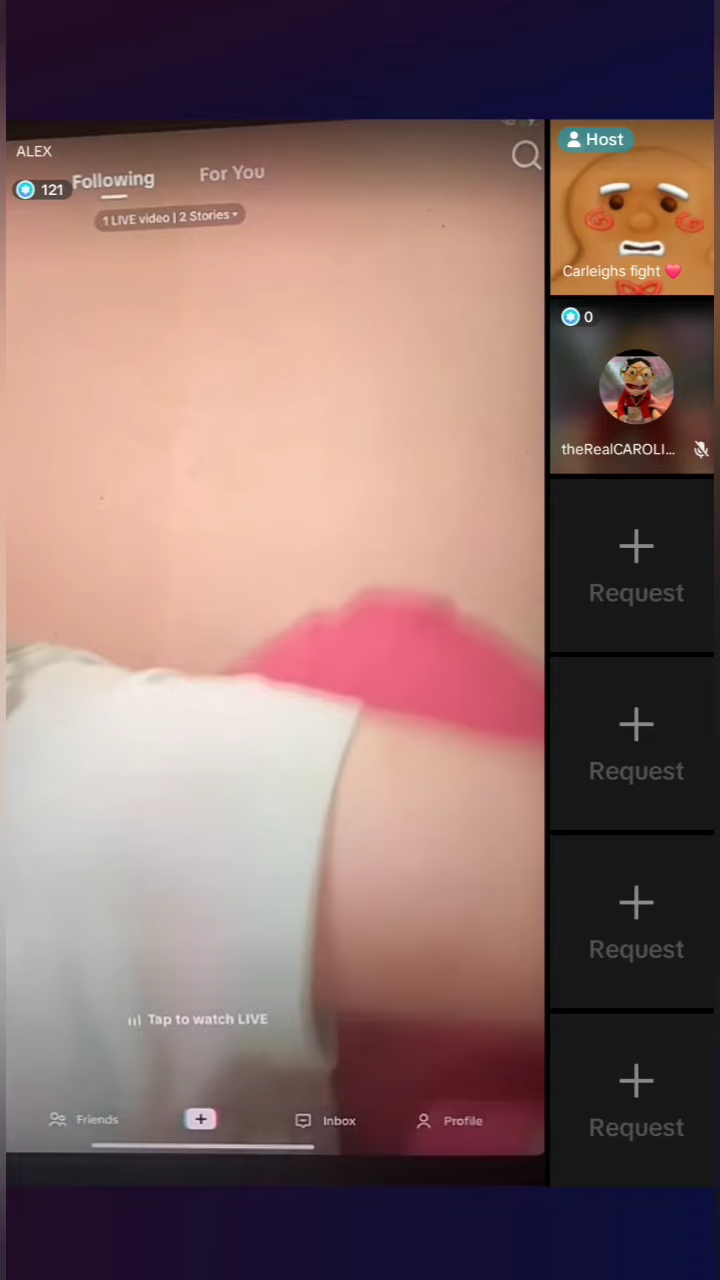 ALEX
121
Following
For You
1 LIVE video | 2 Stories
Tap to watch LIVE
Friends
Inbox
Profile
Host
Carleighs fight
0
theRealCAROLI...
Request
Request
Request
Request